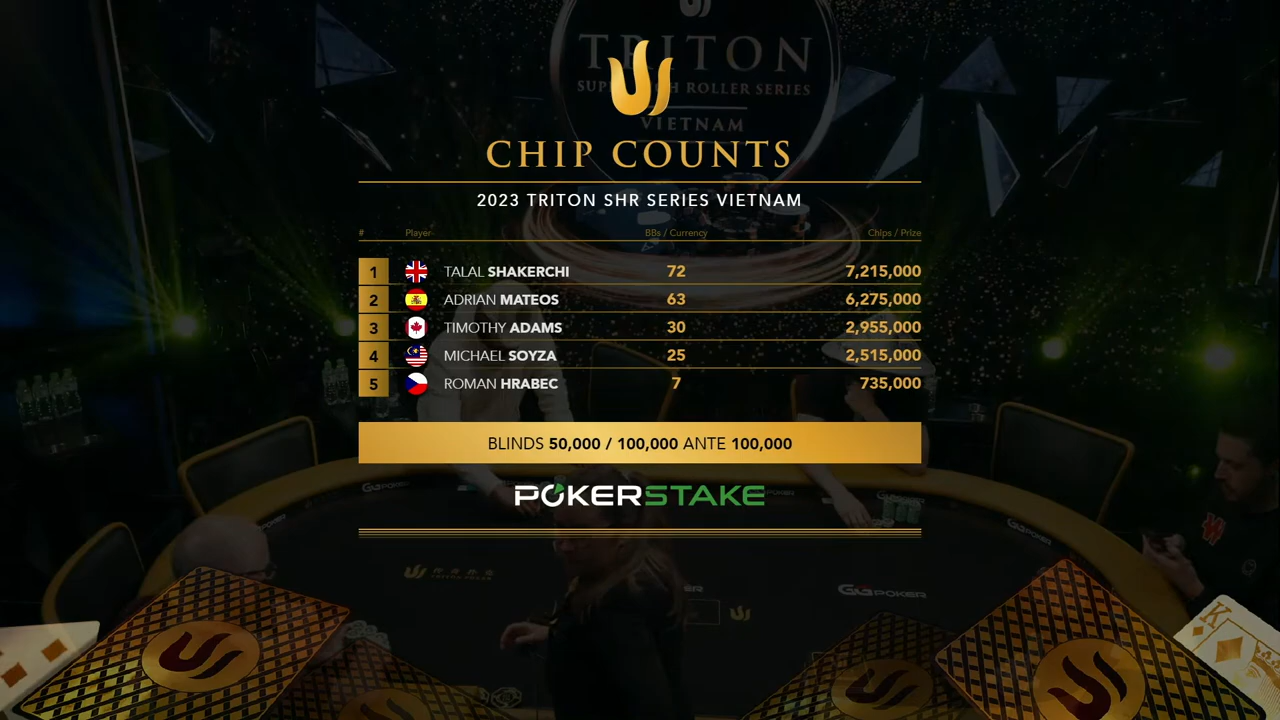 TRITON
SUPER HIGH ROLLER SERIES
VIETNAM
CHIP COUNTS
2023 TRITON SHR SERIES VIETNAM
# Player BBs / Currency Chips / Prize
1 TALAL SHAKERCHI 72 7,215,000
2 ADRIAN MATEOS 63 6,275,000
3 TIMOTHY ADAMS 30 2,955,000
4 MICHAEL SOYZA 25 2,515,000
5 ROMAN HRABEC 7 735,000
BLINDS 50,000 / 100,000 ANTE 100,000
POKERSTAKE
GGPOKER
K